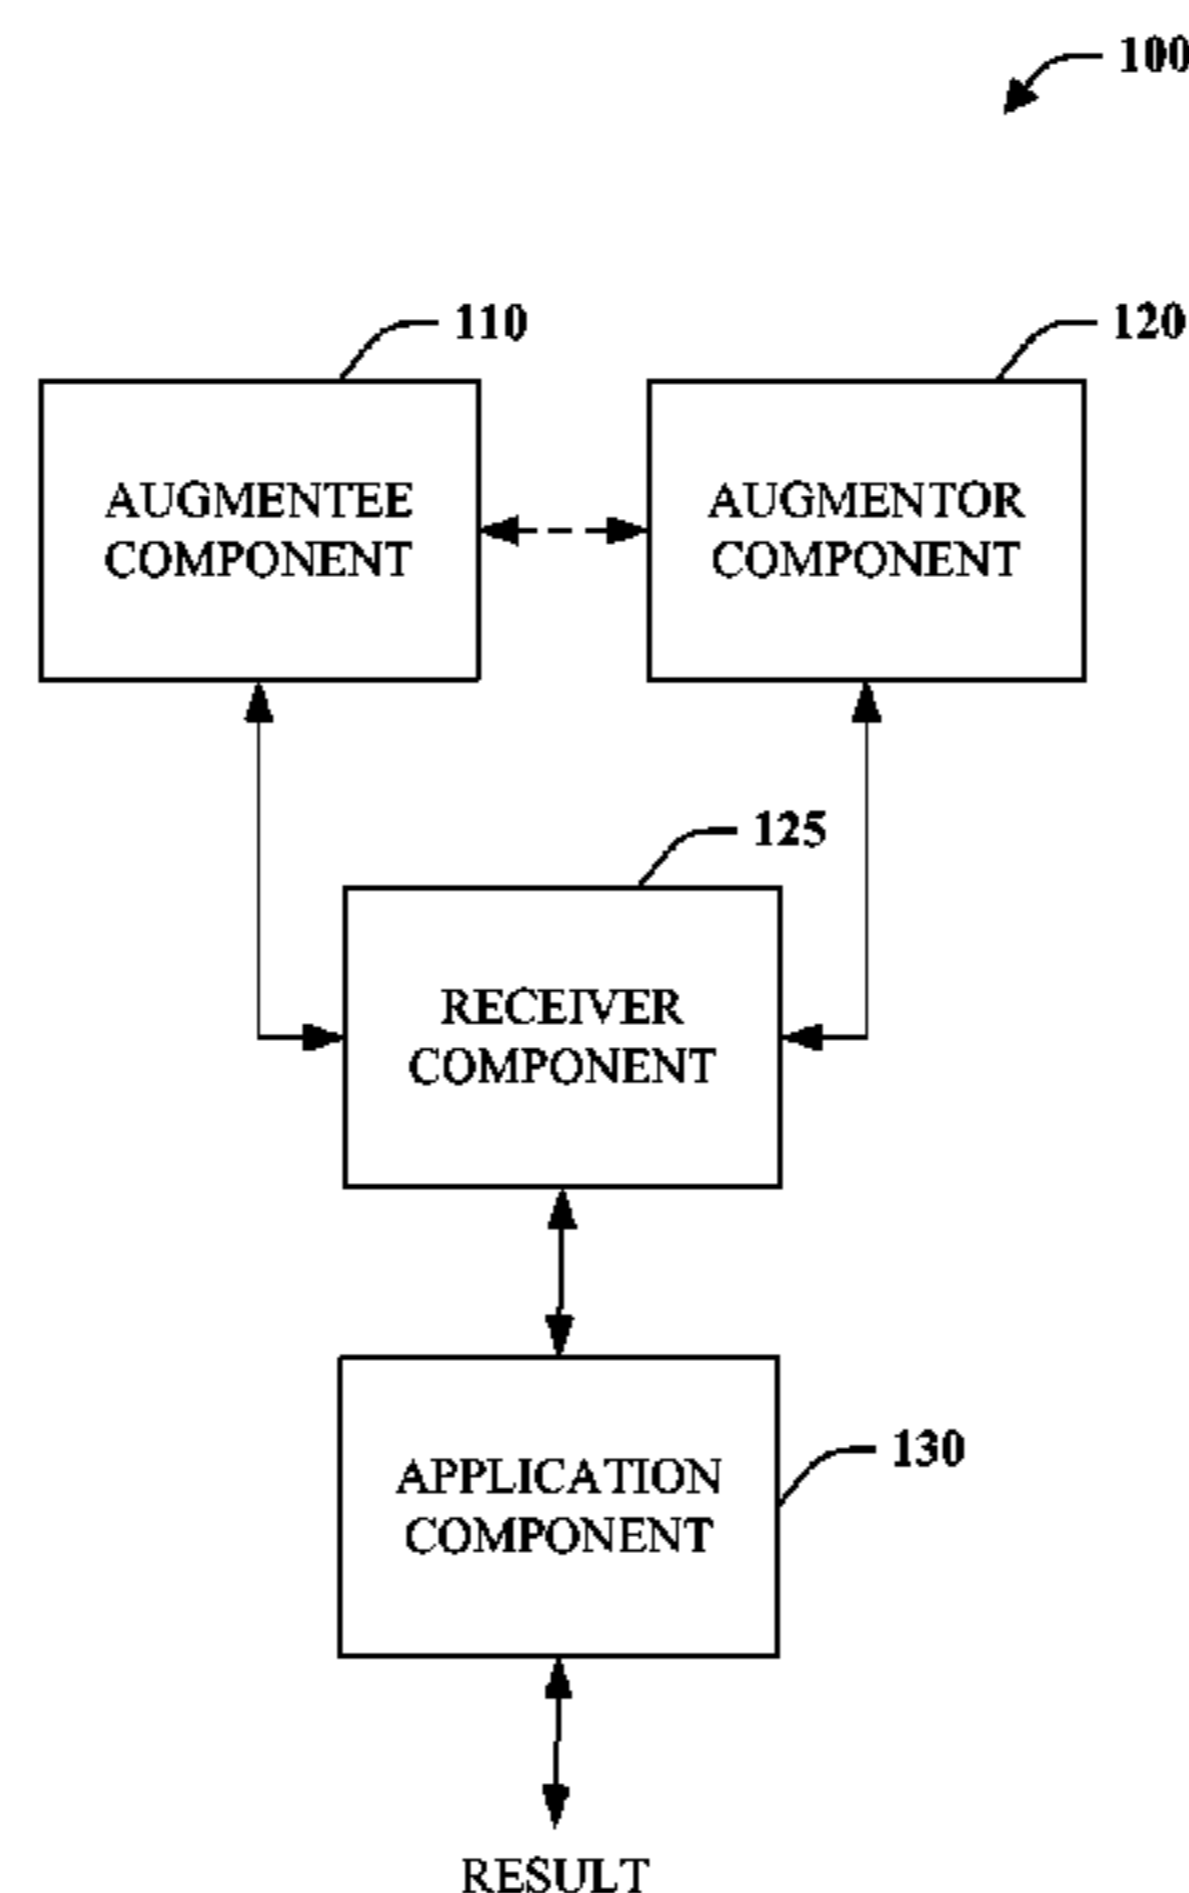 100
110
120
AUGMENTEE
COMPONENT
AUGMENTOR
COMPONENT
125
RECEIVER
COMPONENT
130
APPLICATION
COMPONENT
RESULT